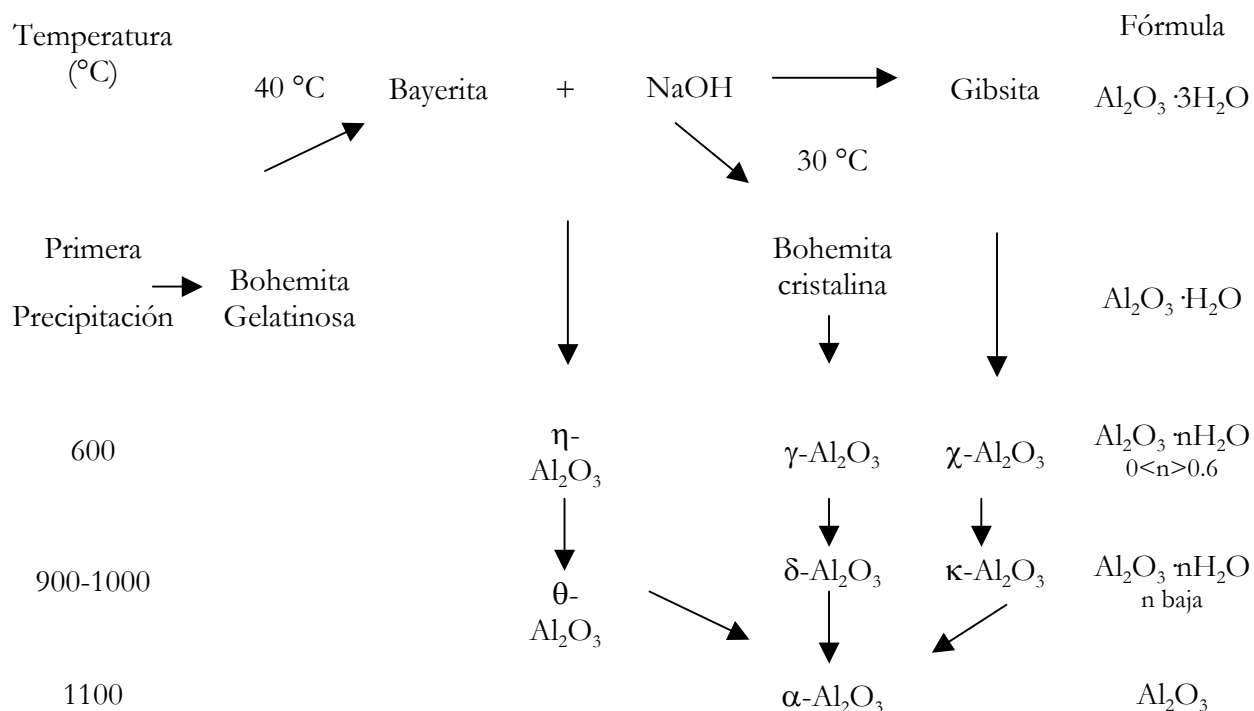 Temperatura
(°C)
Fórmula
40 °C
Bayerita + NaOH
Gibsita
Al₂O₃·3H₂O
30 °C
Primera
Precipitación
Bohemita
Gelatinosa
Bohemita
cristalina
Al₂O₃·H₂O
600
η-
Al₂O₃
γ-Al₂O₃
χ-Al₂O₃
Al₂O₃·nH₂O
0<n>0.6
900-1000
θ-
Al₂O₃
δ-Al₂O₃
κ-Al₂O₃
Al₂O₃·nH₂O
n baja
1100
α-Al₂O₃
Al₂O₃